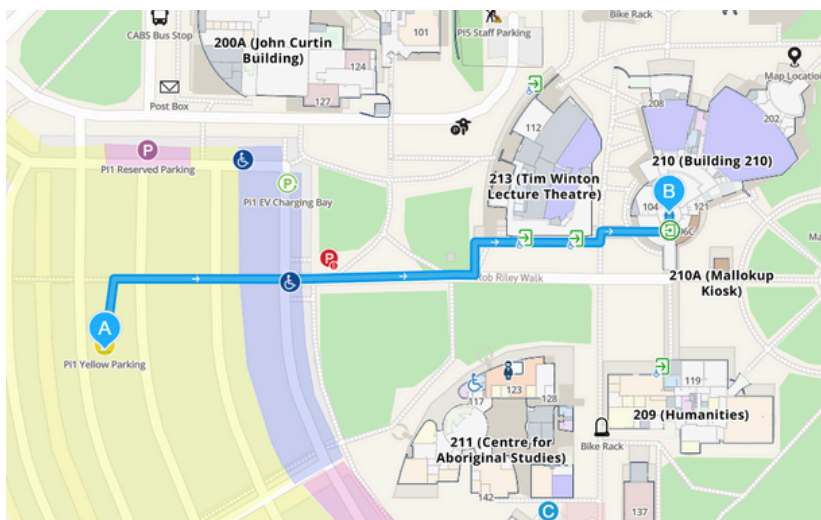 CABS Bus Stop
200A (John Curtin
Building)
101
124
127
PI5 Staff Parking
Bike Rack
Map Location
Post Box
P
P
PI1 Reserved Parking
P
PI1 EV Charging Bay
P
112
213 (Tim Winton
Lecture Theatre)
208
202
210 (Building 210)
B
104
121
06C
Rob Riley Walk
210A (Mallokup
Kiosk)
A
PI1 Yellow Parking
123
117
128
211 (Centre for
Aboriginal Studies)
142
119
209 (Humanities)
Bike Rack
137
C
Ma